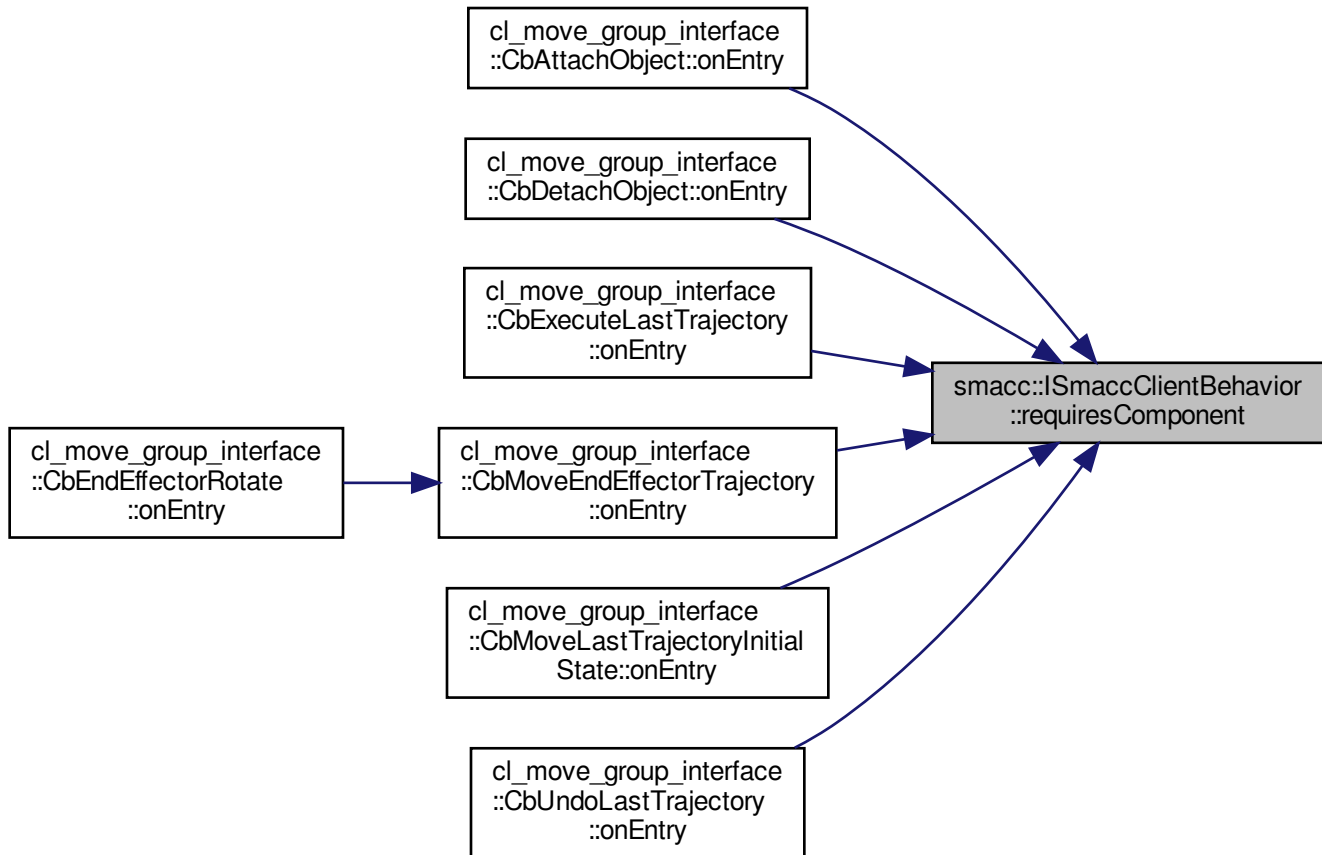 cl_move_group_interface
::CbAttachObject::onEntry
cl_move_group_interface
::CbDetachObject::onEntry
cl_move_group_interface
::CbExecuteLastTrajectory
::onEntry
smacc::ISmaccClientBehavior
::requiresComponent
cl_move_group_interface
::CbEndEffectorRotate
::onEntry
cl_move_group_interface
::CbMoveEndEffectorTrajectory
::onEntry
cl_move_group_interface
::CbMoveLastTrajectoryInitial
State::onEntry
cl_move_group_interface
::CbUndoLastTrajectory
::onEntry